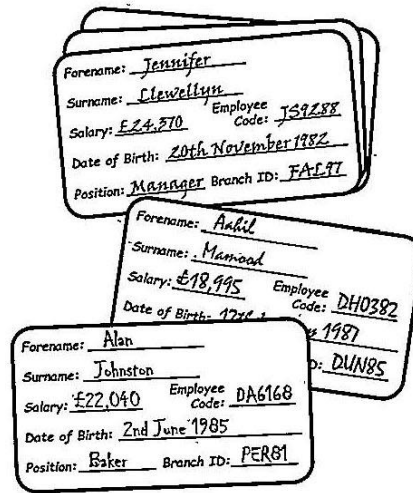 Forename: Jennifer
Surname: Llewellyn
Salary: £24,370 Employee Code: JS9288
Date of Birth: 20th November 1982
Position: Manager Branch ID: FAL97
Forename: Aahil
Surname: Mamood
Salary: £18,995 Employee Code: DH0382
Date of Birth: 1987
DUN85
Forename: Alan
Surname: Johnston
Salary: £22,040 Employee Code: DA6168
Date of Birth: 2nd June 1985
Position: Baker Branch ID: PER81